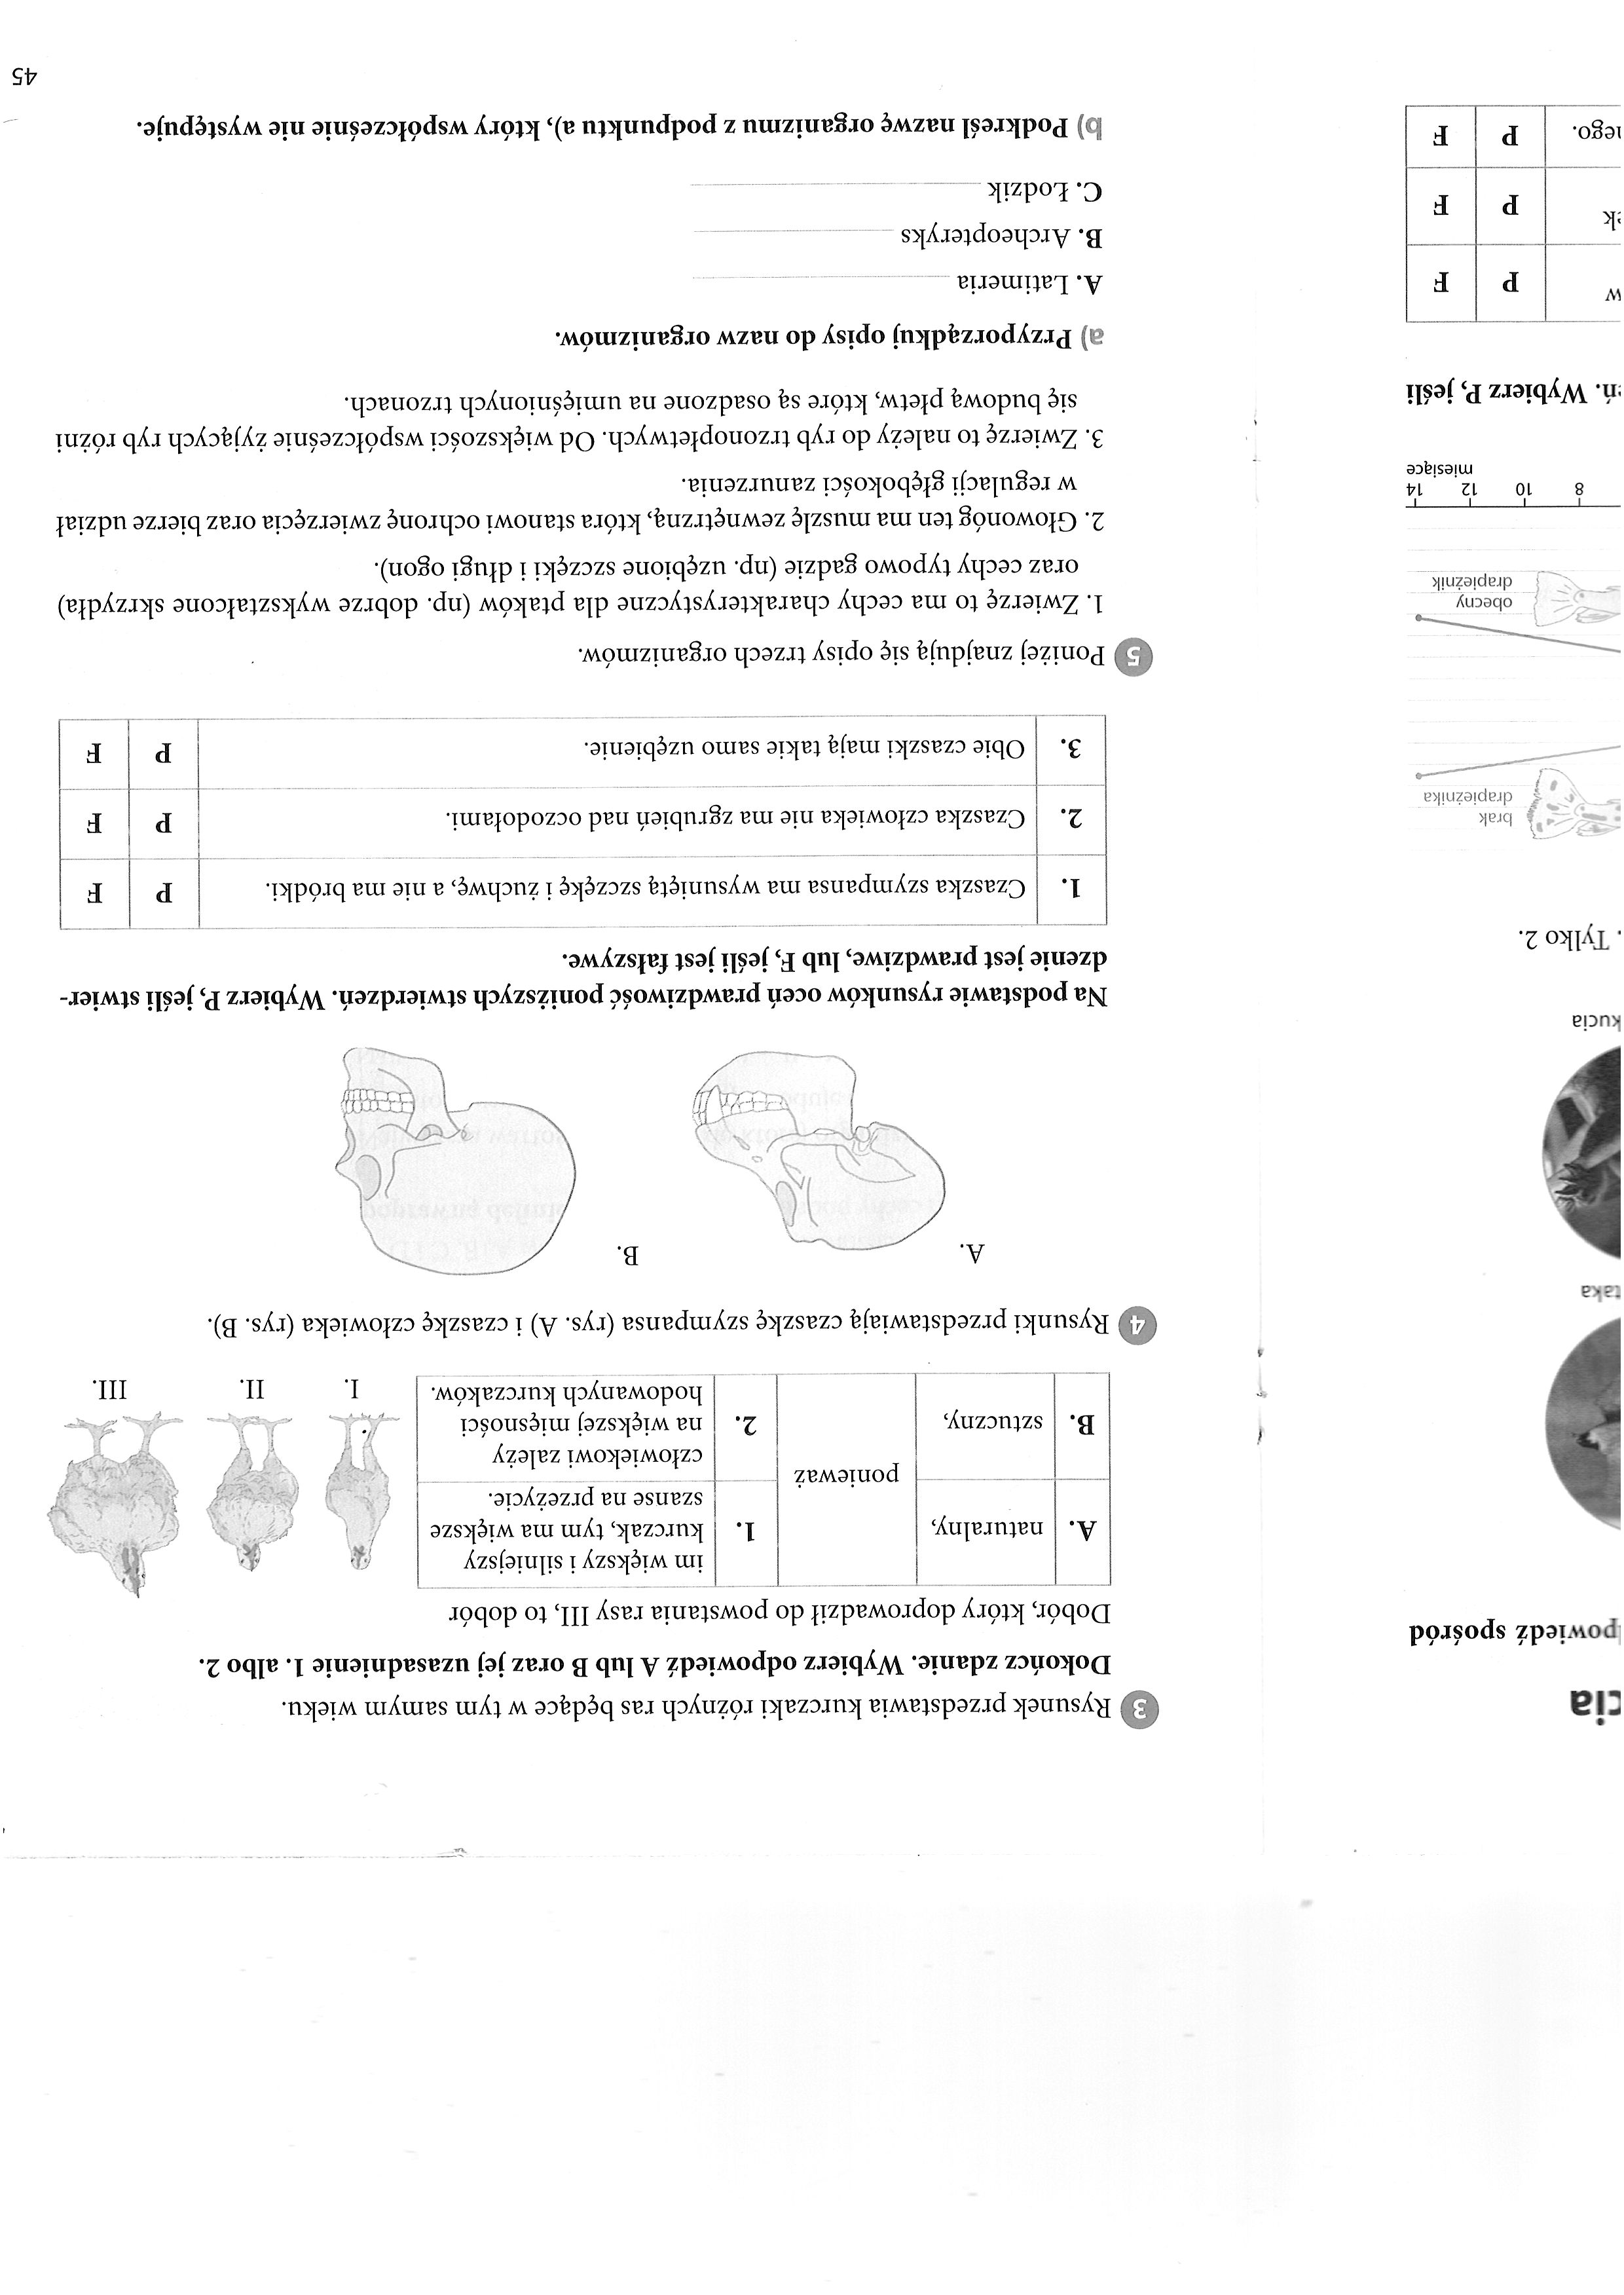 3 Rysunek przedstawia kurczaki różnych ras będące w tym samym wieku.
Dokończ zdanie. Wybierz odpowiedź A lub B oraz jej uzasadnienie 1. albo 2.
Dobór, który doprowadził do powstania rasy III, to dobór
A. naturalny,
B. sztuczny,
ponieważ
1. im większy i silniejszy
kurczak, tym ma większe
szanse na przeżycie.
2. człowiekowi zależy
na większej mięsności
hodowanych kurczaków.
I. II. III.
4 Rysunki przedstawiają czaszkę szympansa (rys. A) i czaszkę człowieka (rys. B).
A. B.
Na podstawie rysunków oceń prawdziwość poniższych stwierdzeń. Wybierz P, jeśli stwier-
dzenie jest prawdziwe, lub F, jeśli jest fałszywe.
1. Czaszka szympansa ma wysuniętą szczękę i żuchwę, a nie ma bródki. P F
2. Czaszka człowieka nie ma zgrubień nad oczodołami. P F
3. Obie czaszki mają takie samo uzębienie. P F
5 Poniżej znajdują się opisy trzech organizmów.
1. Zwierzę to ma cechy charakterystyczne dla ptaków (np. dobrze wykształcone skrzydła)
oraz cechy typowo gadzie (np. uzębione szczęki i długi ogon).
2. Głowonóg ten ma muszlę zewnętrzną, która stanowi ochronę zwierzęcia oraz bierze udział
w regulacji głębokości zanurzenia.
3. Zwierzę to należy do ryb trzonopłetwych. Od większości współcześnie żyjących ryb różni
się budową płetw, które są osadzone na umięśnionych trzonach.
a) Przyporządkuj opisy do nazw organizmów.
A. Latimeria
B. Archeopteryks
C. Łodzik
b) Podkreśl nazwę organizmu z podpunktu a), który współcześnie nie występuje.
45
spośród
. Tylko 2.
brak
drapieżnika
obecny
drapieżnik
8 10 12 14
miesiące
Wybierz P, jeśli
P F
P F
P F